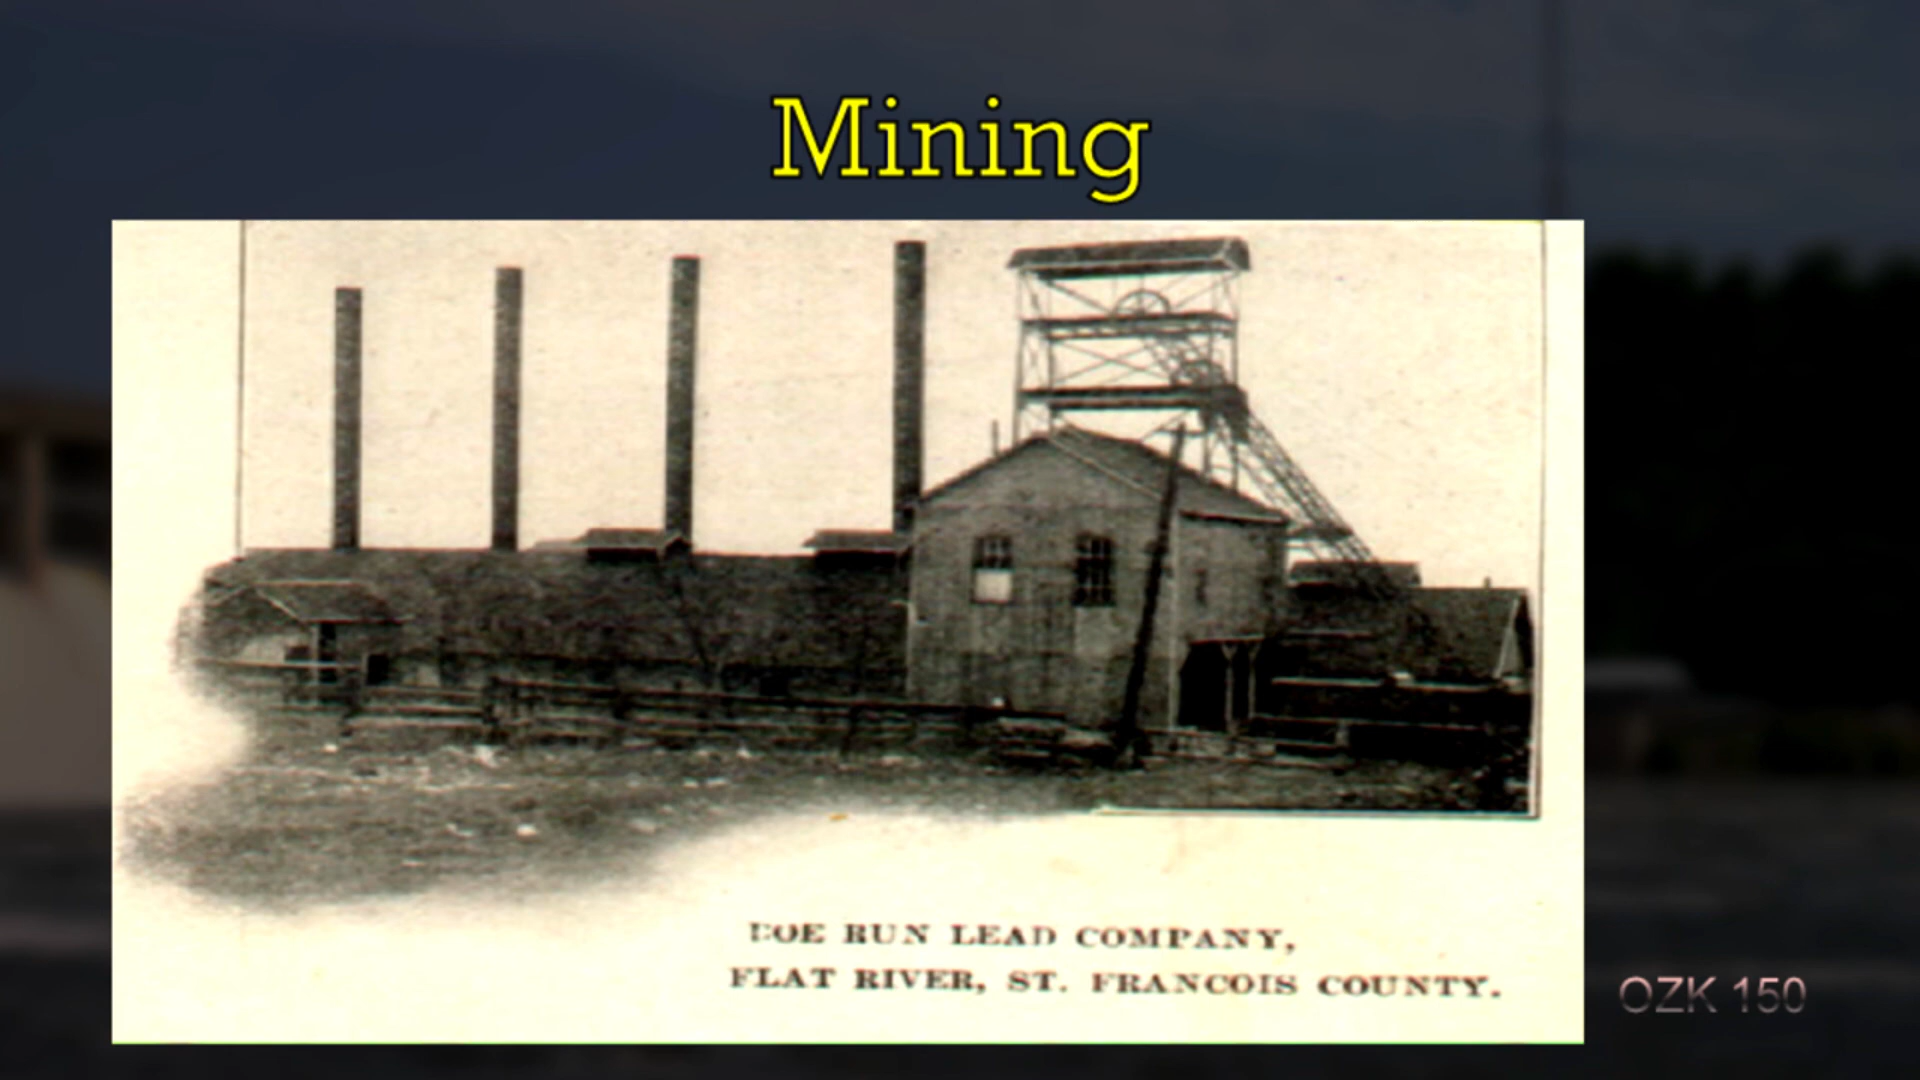 Mining
DOE RUN LEAD COMPANY,
FLAT RIVER, ST. FRANCOIS COUNTY.
OZK 150